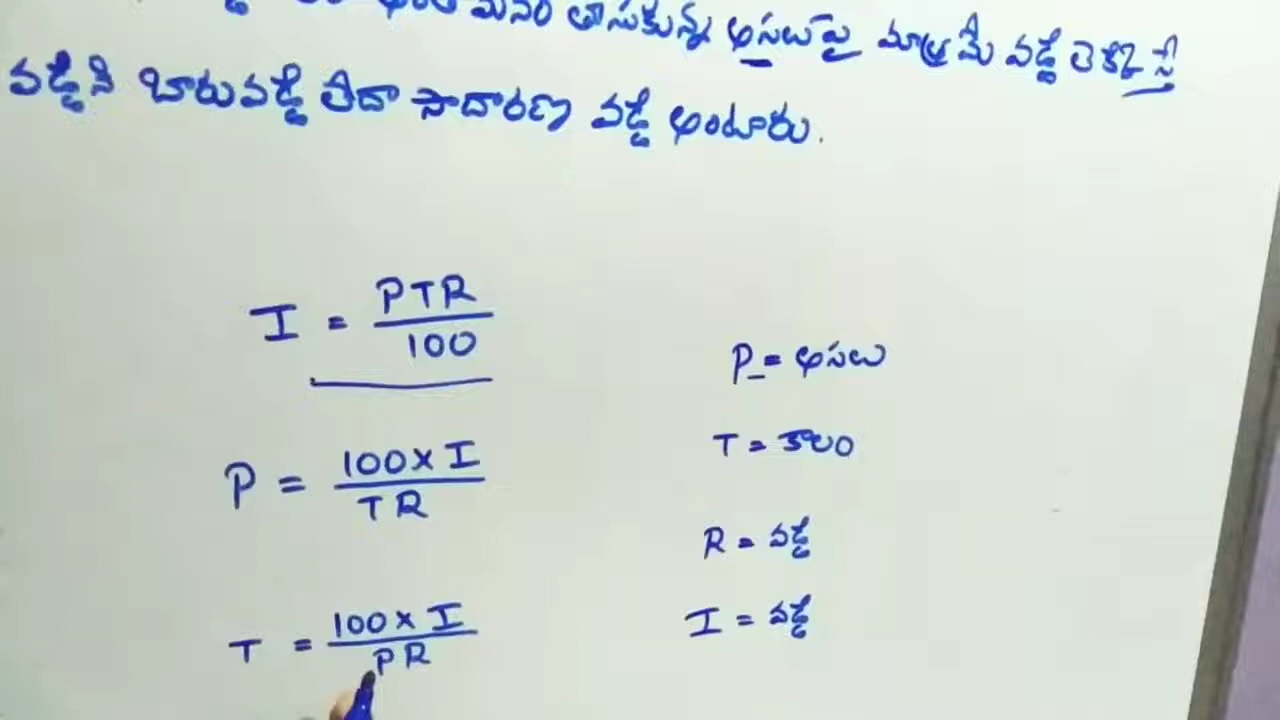 మనం తీసుకున్న అసలుపై మాత్రమే వడ్డీ లెక్కిస్తే
వడ్డీని బారువడ్డీ లేదా సాదారణ వడ్డీ అంటారు.
I = PTR / 100
P = అసలు
T = కాలం
P = 100 x I / TR
R = వడ్డీ
I = వడ్డీ
T = 100 x I / PR